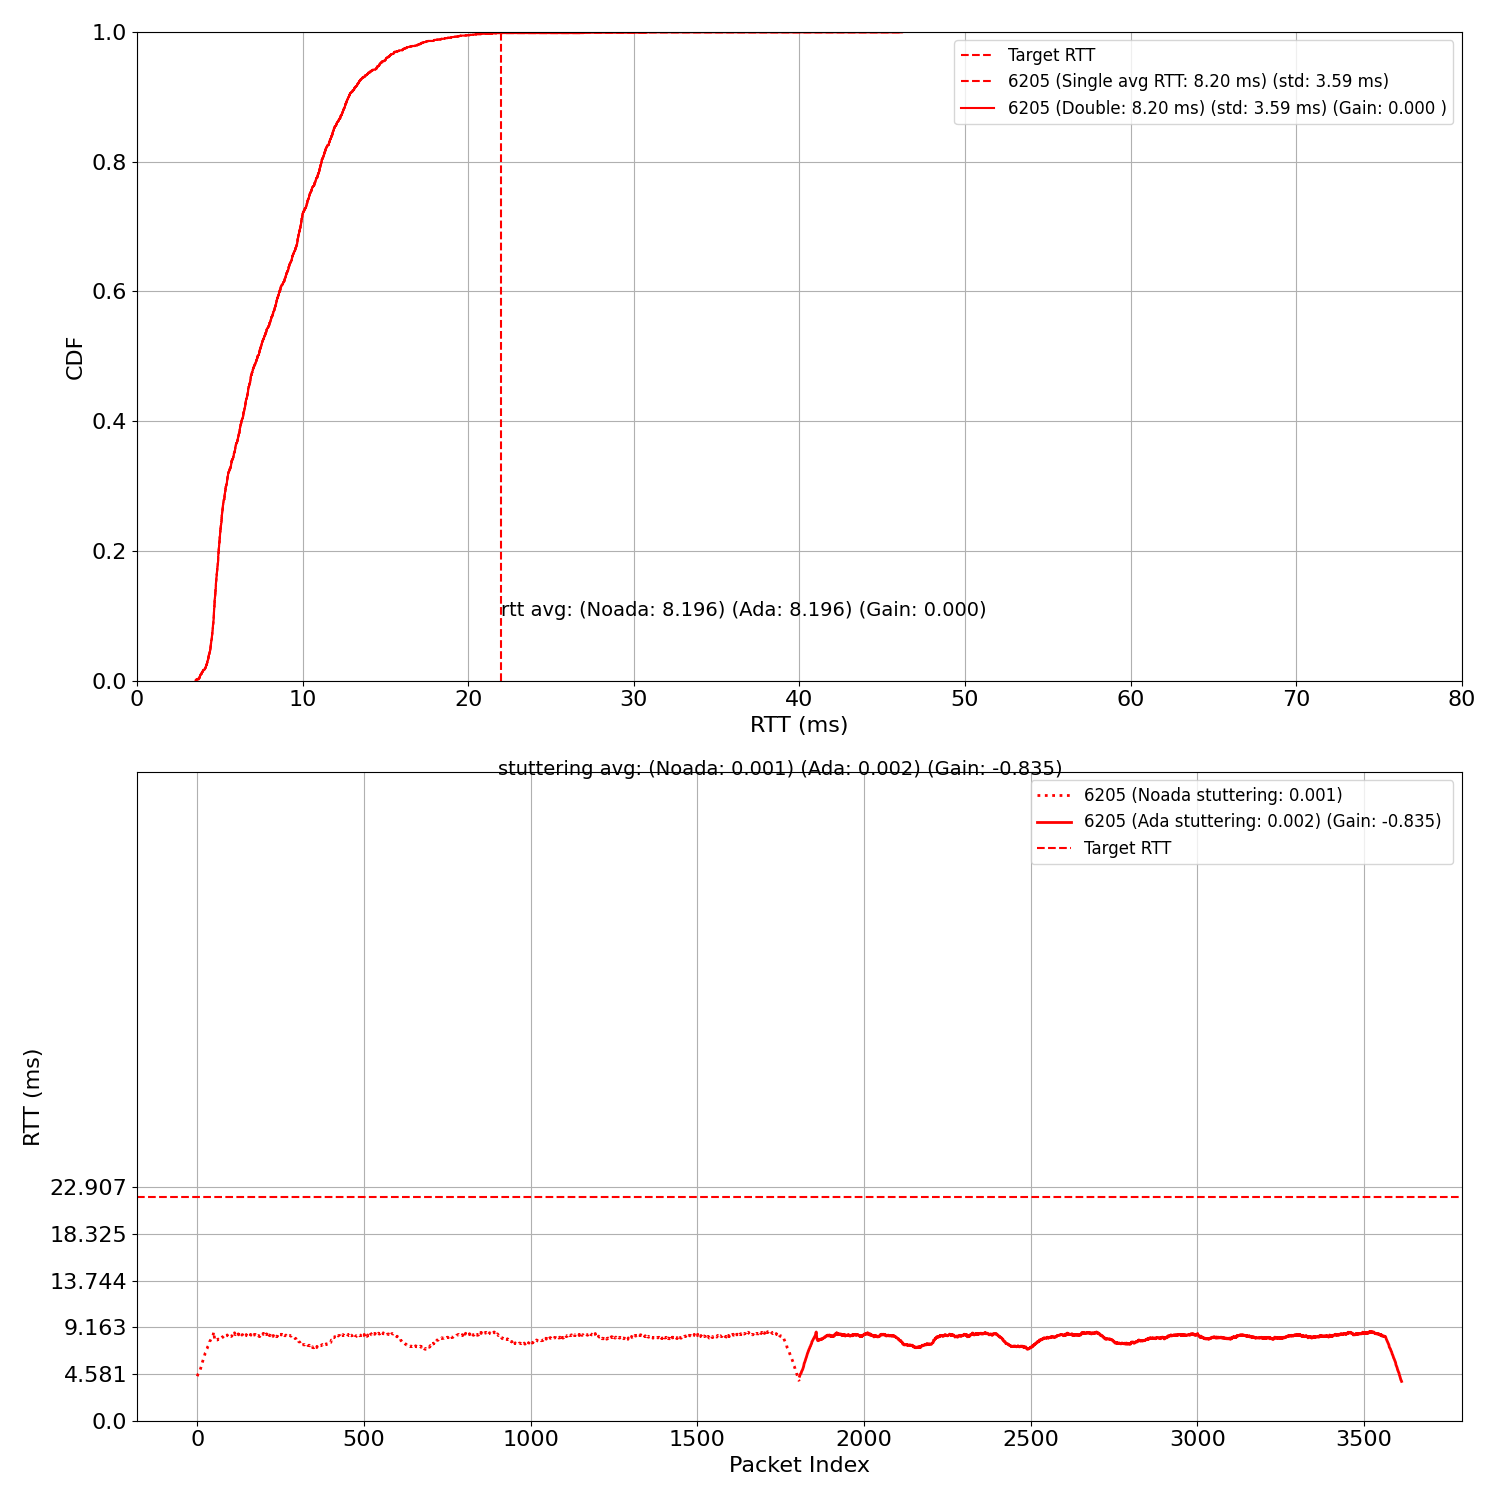 1.0
0.8
0.6
0.4
0.2
0.0
CDF
Target RTT
6205 (Single avg RTT: 8.20 ms) (std: 3.59 ms)
6205 (Double: 8.20 ms) (std: 3.59 ms) (Gain: 0.000 )
rtt avg: (Noada: 8.196) (Ada: 8.196) (Gain: 0.000)
0 10 20 30 40 50 60 70 80
RTT (ms)
stuttering avg: (Noada: 0.001) (Ada: 0.002) (Gain: -0.835)
6205 (Noada stuttering: 0.001)
6205 (Ada stuttering: 0.002) (Gain: -0.835)
Target RTT
RTT (ms)
22.907
18.325
13.744
9.163
4.581
0.0
0 500 1000 1500 2000 2500 3000 3500
Packet Index